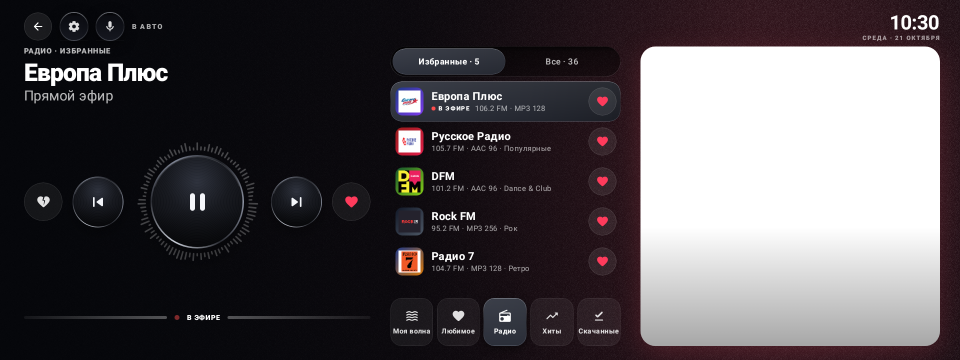 В АВТО
10:30
СРЕДА · 21 ОКТЯБРЯ
РАДИО · ИЗБРАННЫЕ
Европа Плюс
Прямой эфир
Избранные · 5
Все · 36
Европа Плюс
В ЭФИРЕ 106.2 FM · MP3 128
Русское Радио
105.7 FM · AAC 96 · Популярные
DFM
101.2 FM · AAC 96 · Dance & Club
DFM
Rock FM
95.2 FM · MP3 256 · Рок
Радио 7
104.7 FM · MP3 128 · Ретро
7
В ЭФИРЕ
Моя волна
Любимое
Радио
Хиты
Скачанные